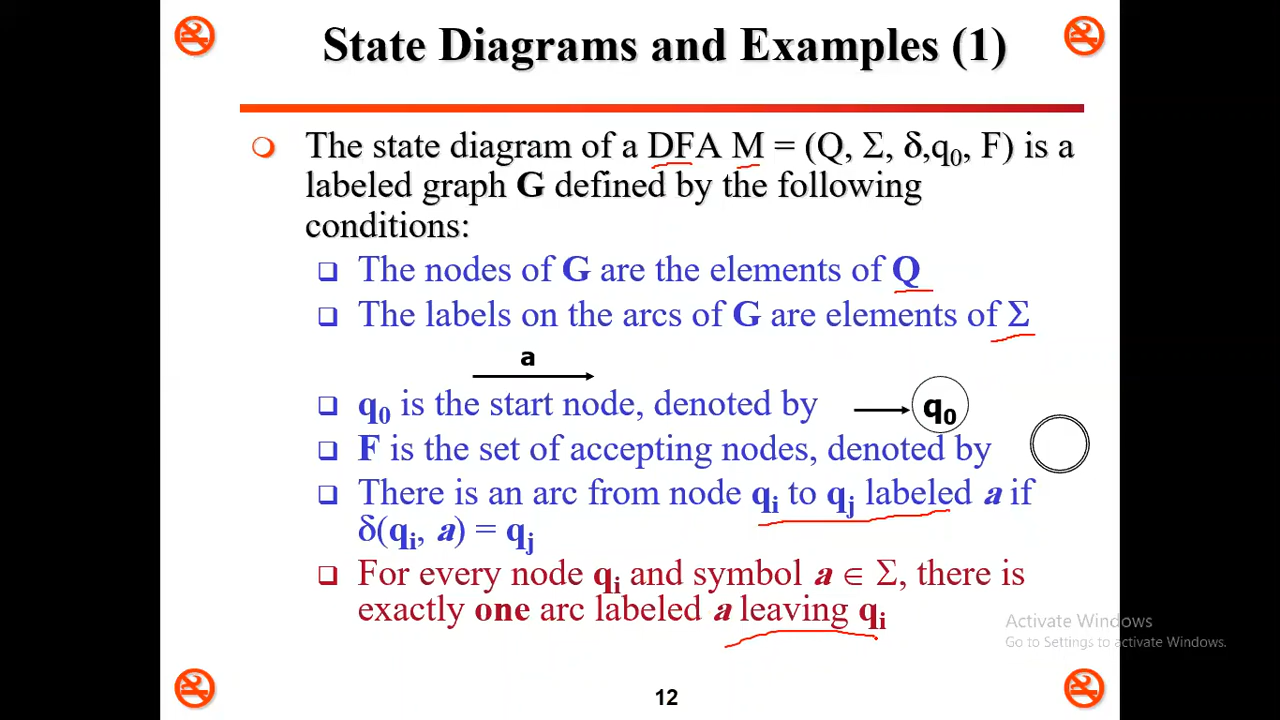 State Diagrams and Examples (1)
The state diagram of a DFA M = (Q, Σ, δ,q₀, F) is a
labeled graph G defined by the following
conditions:
❑ The nodes of G are the elements of Q
❑ The labels on the arcs of G are elements of Σ
a
❑ q₀ is the start node, denoted by
q₀
❑ F is the set of accepting nodes, denoted by
❑ There is an arc from node qᵢ to qⱼ labeled a if
δ(qᵢ, a) = qⱼ
❑ For every node qᵢ and symbol a ∈ Σ, there is
exactly one arc labeled a leaving qᵢ
Activate Windows
Go to Settings to activate Windows.
12